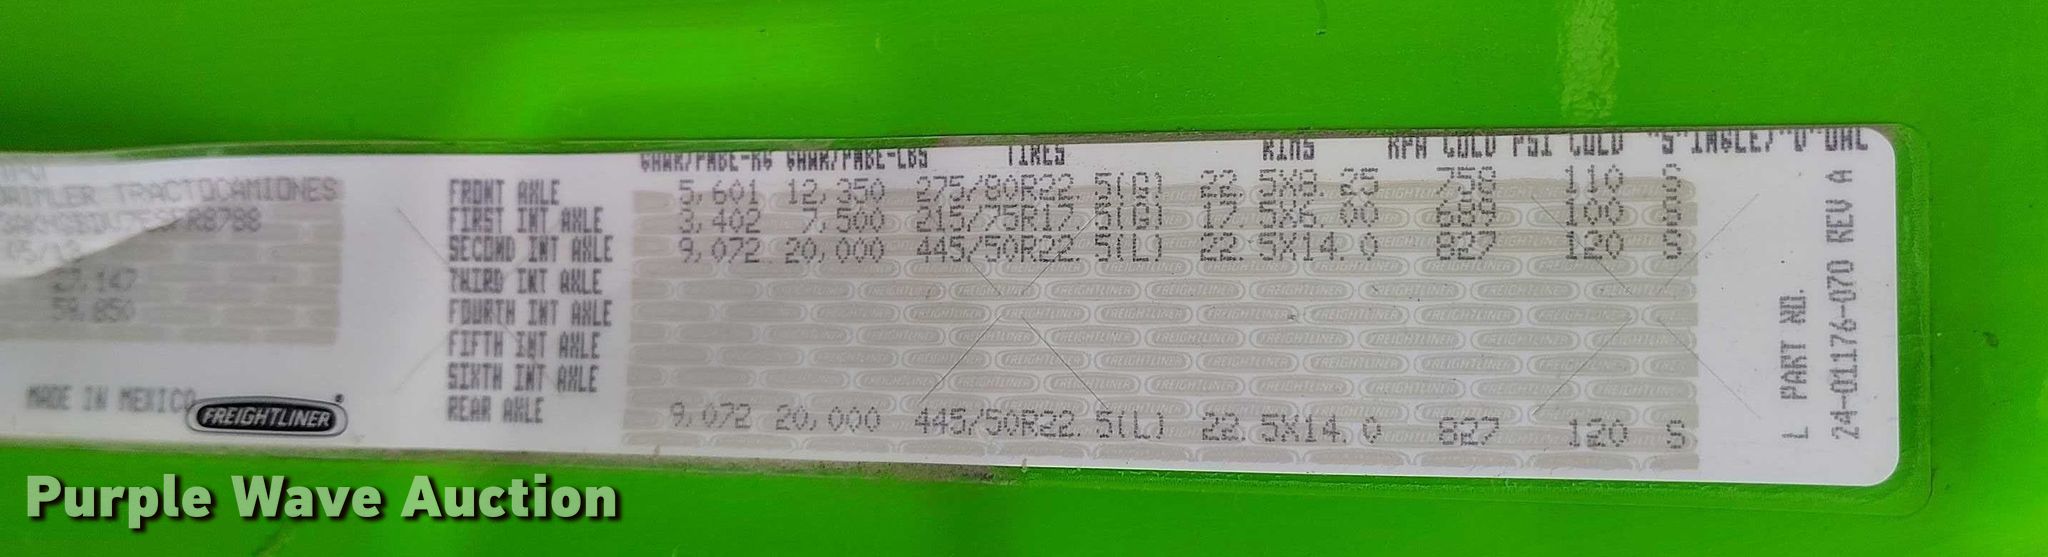 GAWR/PMBE-KG GAWR/PMBE-LBS TIRES RIMS RPA COLD PSI COLD "S"INGLE/"D"UAL
DAIMLER TRACTOCAMIONES
FRONT AXLE 5,601 12,350 275/80R22.5(G) 22.5X8.25 758 110 S
R8788
FIRST INT AXLE 3,402 7,500 215/75R17.5(G) 17.5X6.00 689 100 S
SECOND INT AXLE 9,072 20,000 445/50R22.5(L) 22.5X14.0 827 120 S
THIRD INT AXLE
FOURTH INT AXLE
FIFTH INT AXLE
SIXTH INT AXLE
MADE IN MEXICO
FREIGHTLINER
REAR AXLE 9,072 20,000 445/50R22.5(L) 22.5X14.0 827 120 S
L PART NO.
24-01176-070 REV A
Purple Wave Auction